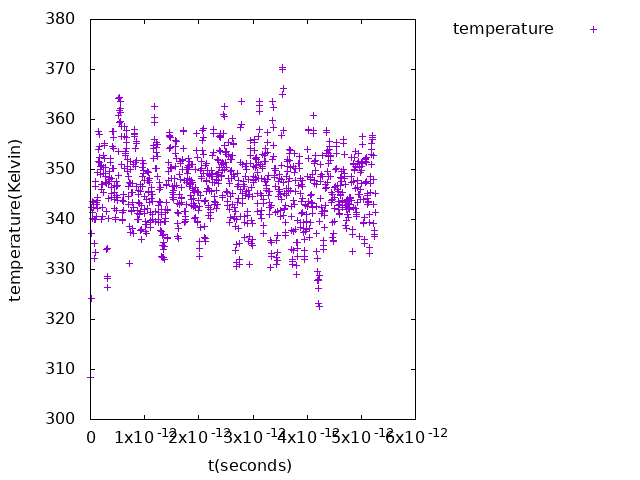 380
temperature
370
360
350
340
330
320
310
300
temperature(Kelvin)
0 1x10⁻¹² 2x10⁻¹² 3x10⁻¹² 4x10⁻¹² 5x10⁻¹² 6x10⁻¹²
t(seconds)